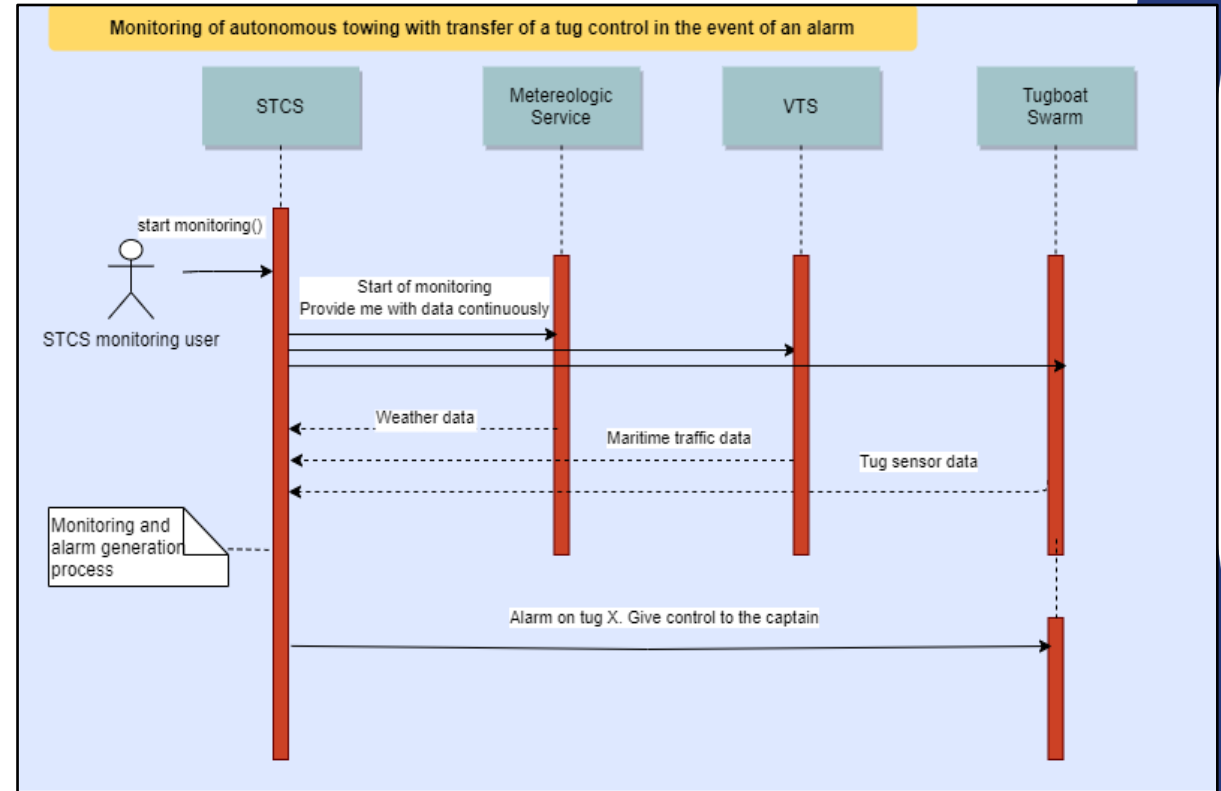 Monitoring of autonomous towing with transfer of a tug control in the event of an alarm
STCS
Metereologic
Service
VTS
Tugboat
Swarm
start monitoring()
STCS monitoring user
Start of monitoring
Provide me with data continuously
Weather data
Maritime traffic data
Tug sensor data
Monitoring and
alarm generation
process
Alarm on tug X. Give control to the captain